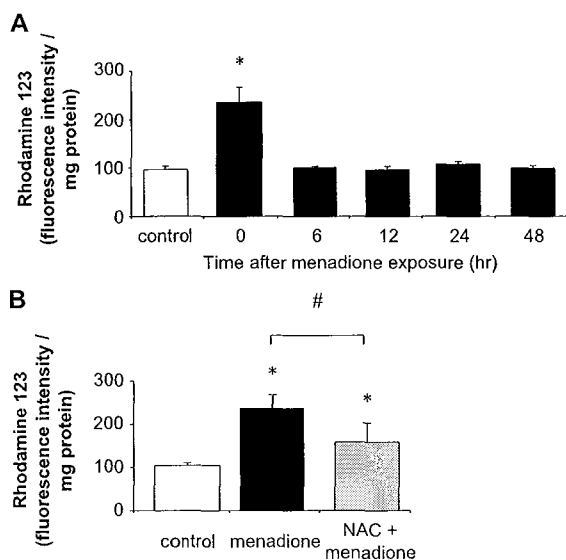 A
Rhodamine 123
(fluorescence intensity /
mg protein)
300
200
100
0
*
control 0 6 12 24 48
Time after menadione exposure (hr)
B
#
Rhodamine 123
(fluorescence intensity /
mg protein)
300
200
100
0
* *
control menadione NAC +
menadione